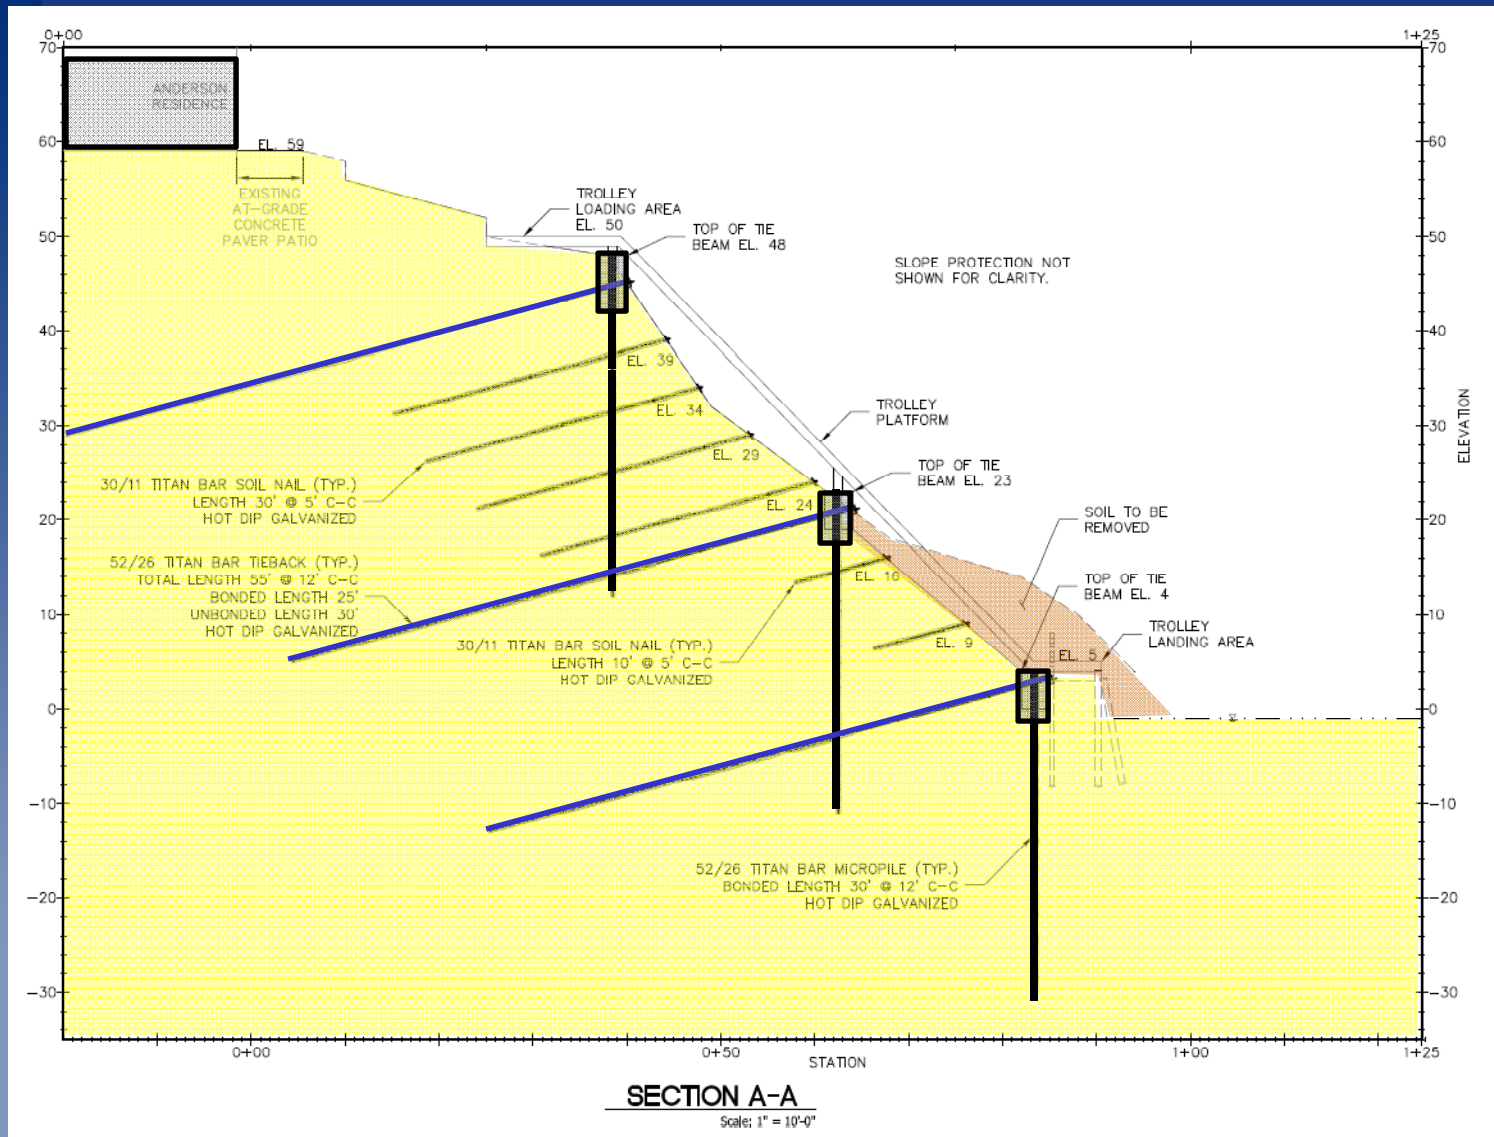 0+00
1+25
70
70
ANDERSON
RESIDENCE
60
EL. 59
60
EXISTING
AT-GRADE
CONCRETE
PAVER PATIO
TROLLEY
LOADING AREA
EL. 50
TOP OF TIE
BEAM EL. 48
50
50
SLOPE PROTECTION NOT
SHOWN FOR CLARITY.
40
40
EL. 39
TROLLEY
PLATFORM
EL. 34
30
30
ELEVATION
EL. 29
TOP OF TIE
BEAM EL. 23
30/11 TITAN BAR SOIL NAIL (TYP.)
LENGTH 30' @ 5' C-C
HOT DIP GALVANIZED
EL. 24
SOIL TO BE
REMOVED
20
20
52/26 TITAN BAR TIEBACK (TYP.)
TOTAL LENGTH 55' @ 12' C-C
BONDED LENGTH 25'
UNBONDED LENGTH 30'
HOT DIP GALVANIZED
EL. 16
TOP OF TIE
BEAM EL. 4
10
10
30/11 TITAN BAR SOIL NAIL (TYP.)
LENGTH 10' @ 5' C-C
HOT DIP GALVANIZED
EL. 9
TROLLEY
LANDING AREA
EL. 5
0
0
-10
-10
52/26 TITAN BAR MICROPILE (TYP.)
BONDED LENGTH 30' @ 12' C-C
HOT DIP GALVANIZED
-20
-20
-30
-30
0+00
0+50
STATION
1+00
1+25
SECTION A-A
Scale: 1" = 10'-0"